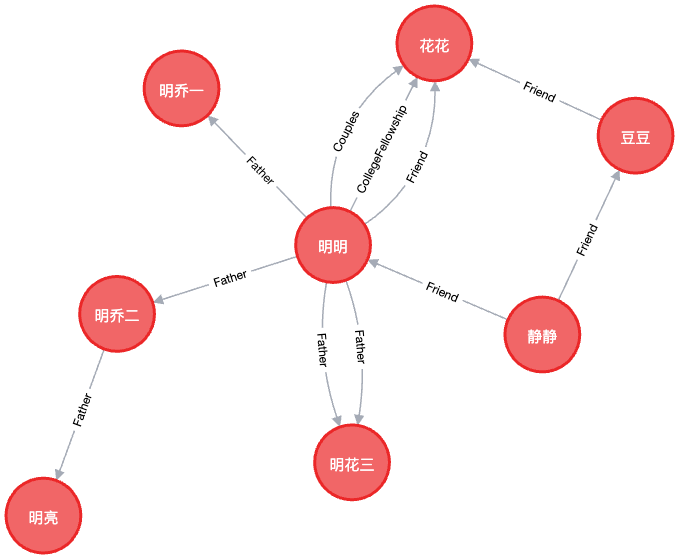 花花
明乔一
Friend
Couples
CollegeFellowship
豆豆
Father
Friend
明明
Friend
Father
Friend
明乔二
静静
Father
Father
Father
明花三
明亮